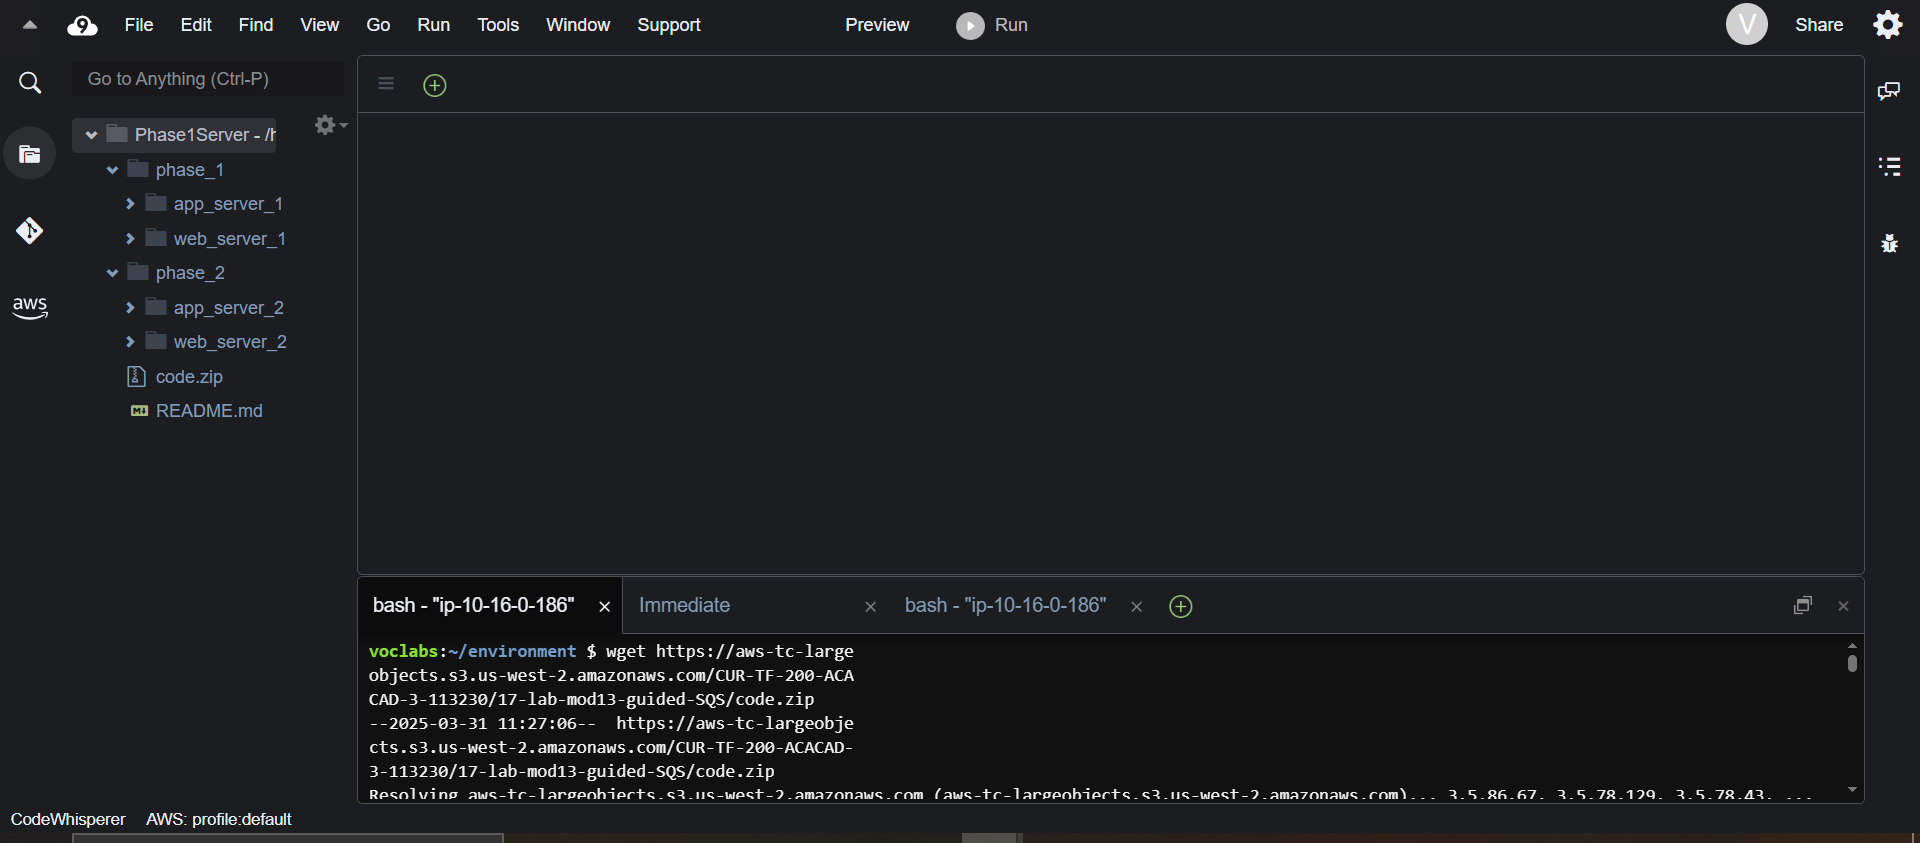 File Edit Find View Go Run Tools Window Support Preview Run V Share
Go to Anything (Ctrl-P)
Phase1Server - /h
phase_1
app_server_1
web_server_1
phase_2
app_server_2
web_server_2
code.zip
README.md
aws
bash - "ip-10-16-0-186" Immediate bash - "ip-10-16-0-186"
voclabs:~/environment $ wget https://aws-tc-large
objects.s3.us-west-2.amazonaws.com/CUR-TF-200-ACA
CAD-3-113230/17-lab-mod13-guided-SQS/code.zip
--2025-03-31 11:27:06-- https://aws-tc-largeobje
cts.s3.us-west-2.amazonaws.com/CUR-TF-200-ACACAD-
3-113230/17-lab-mod13-guided-SQS/code.zip
Resolving aws-tc-largeobjects.s3.us-west-2.amazonaws.com (aws-tc-largeobjects.s3.us-west-2.amazonaws.com)... 3.5.86.67, 3.5.78.129, 3.5.78.43, ...
CodeWhisperer AWS: profile:default